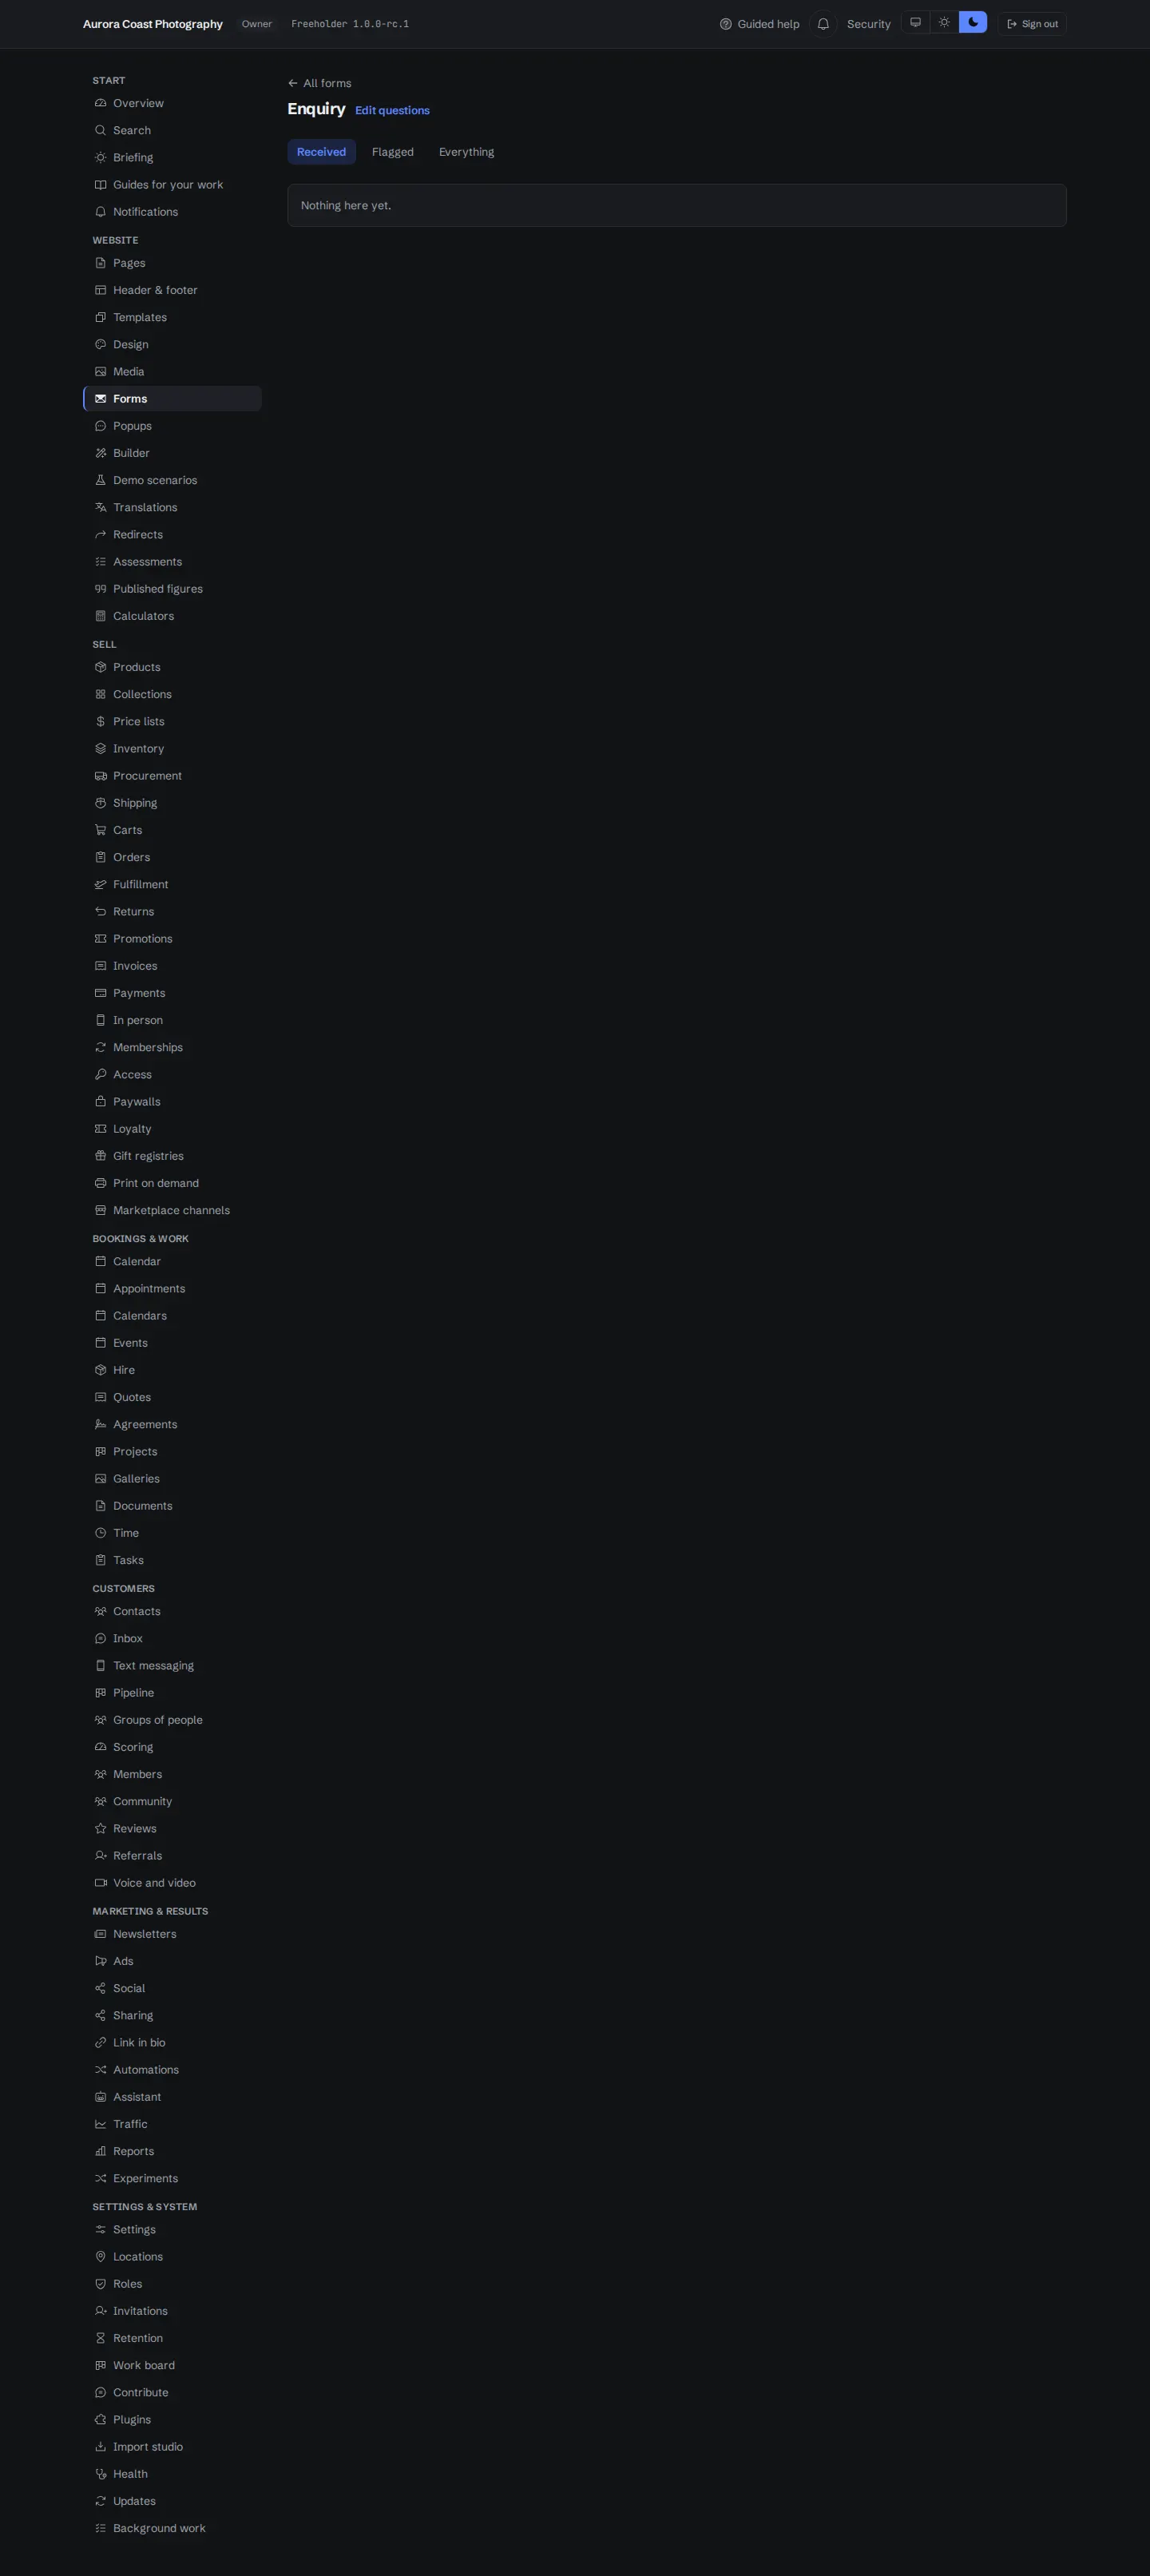 Aurora Coast Photography Owner Freeholder 1.0.0-rc.1 Guided help Security Sign out
START
Overview
Search
Briefing
Guides for your work
Notifications
WEBSITE
Pages
Header & footer
Templates
Design
Media
Forms
Popups
Builder
Demo scenarios
Translations
Redirects
Assessments
Published figures
Calculators
SELL
Products
Collections
Price lists
Inventory
Procurement
Shipping
Carts
Orders
Fulfillment
Returns
Promotions
Invoices
Payments
In person
Memberships
Access
Paywalls
Loyalty
Gift registries
Print on demand
Marketplace channels
BOOKINGS & WORK
Calendar
Appointments
Calendars
Events
Hire
Quotes
Agreements
Projects
Galleries
Documents
Time
Tasks
CUSTOMERS
Contacts
Inbox
Text messaging
Pipeline
Groups of people
Scoring
Members
Community
Reviews
Referrals
Voice and video
MARKETING & RESULTS
Newsletters
Ads
Social
Sharing
Link in bio
Automations
Assistant
Traffic
Reports
Experiments
SETTINGS & SYSTEM
Settings
Locations
Roles
Invitations
Retention
Work board
Contribute
Plugins
Import studio
Health
Updates
Background work
← All forms
Enquiry Edit questions
Received Flagged Everything
Nothing here yet.